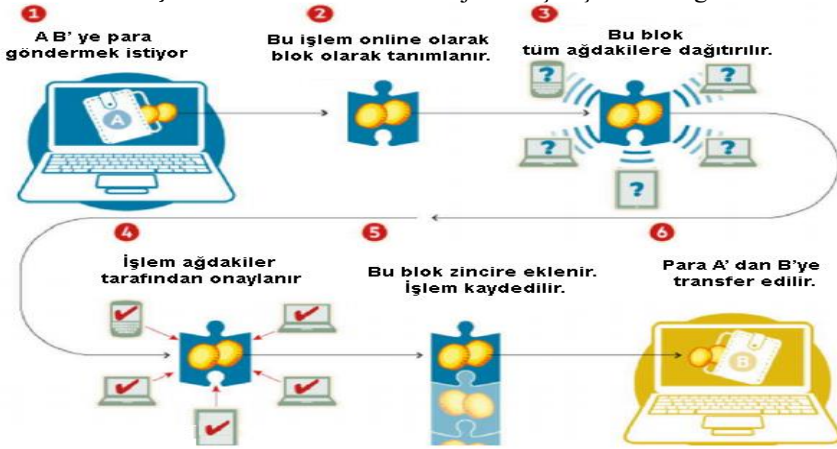 1
A B' ye para
göndermek istiyor
A
2
Bu işlem online olarak
blok olarak tanımlanır.
3
Bu blok
tüm ağdakilere dağıtırılır.
?
?
?
?
?
4
İşlem ağdakiler
tarafından onaylanır
5
Bu blok zincire eklenir.
İşlem kaydedilir.
6
Para A' dan B'ye
transfer edilir.
B